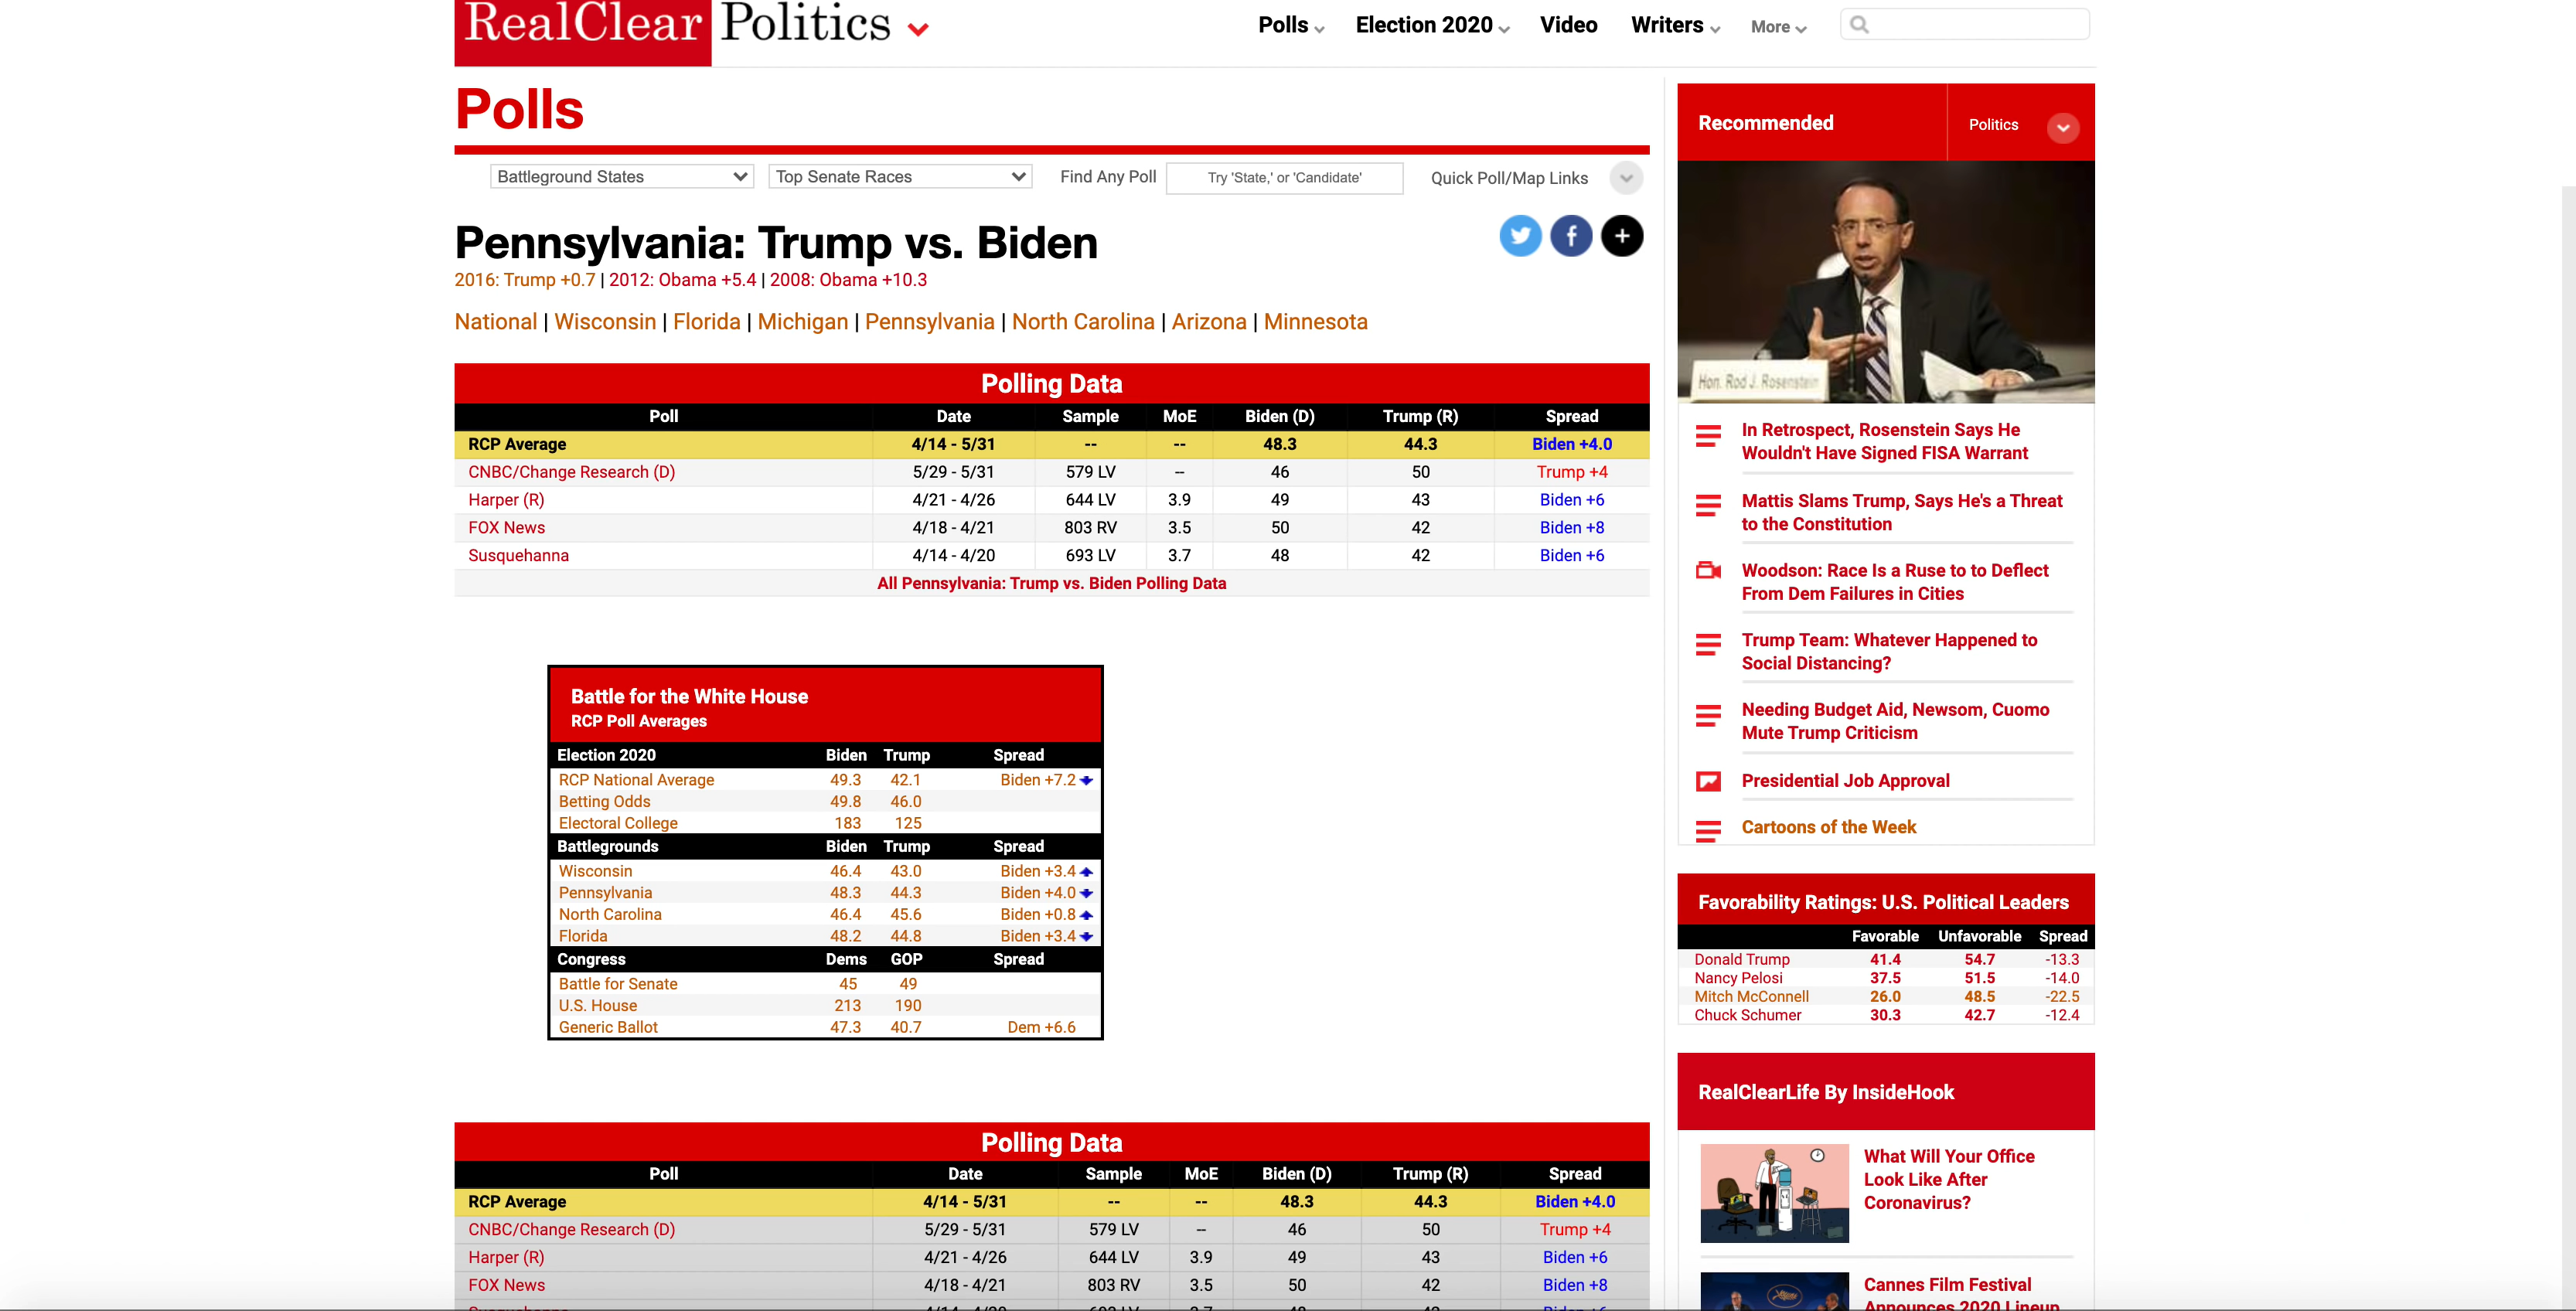 RealClear Politics
Polls Election 2020 Video Writers More
Polls
Battleground States Top Senate Races Find Any Poll Try 'State,' or 'Candidate' Quick Poll/Map Links
Pennsylvania: Trump vs. Biden
2016: Trump +0.7 | 2012: Obama +5.4 | 2008: Obama +10.3
National | Wisconsin | Florida | Michigan | Pennsylvania | North Carolina | Arizona | Minnesota
Polling Data
Poll Date Sample MoE Biden (D) Trump (R) Spread
RCP Average 4/14 - 5/31 -- -- 48.3 44.3 Biden +4.0
CNBC/Change Research (D) 5/29 - 5/31 579 LV -- 46 50 Trump +4
Harper (R) 4/21 - 4/26 644 LV 3.9 49 43 Biden +6
FOX News 4/18 - 4/21 803 RV 3.5 50 42 Biden +8
Susquehanna 4/14 - 4/20 693 LV 3.7 48 42 Biden +6
All Pennsylvania: Trump vs. Biden Polling Data
Battle for the White House
RCP Poll Averages
Election 2020 Biden Trump Spread
RCP National Average 49.3 42.1 Biden +7.2
Betting Odds 49.8 46.0
Electoral College 183 125
Battlegrounds Biden Trump Spread
Wisconsin 46.4 43.0 Biden +3.4
Pennsylvania 48.3 44.3 Biden +4.0
North Carolina 46.4 45.6 Biden +0.8
Florida 48.2 44.8 Biden +3.4
Congress Dems GOP Spread
Battle for Senate 45 49
U.S. House 213 190
Generic Ballot 47.3 40.7 Dem +6.6
Polling Data
Poll Date Sample MoE Biden (D) Trump (R) Spread
RCP Average 4/14 - 5/31 -- -- 48.3 44.3 Biden +4.0
CNBC/Change Research (D) 5/29 - 5/31 579 LV -- 46 50 Trump +4
Harper (R) 4/21 - 4/26 644 LV 3.9 49 43 Biden +6
FOX News 4/18 - 4/21 803 RV 3.5 50 42 Biden +8
Recommended Politics
Hon. Rod J. Rosenstein
In Retrospect, Rosenstein Says He
Wouldn't Have Signed FISA Warrant
Mattis Slams Trump, Says He's a Threat
to the Constitution
Woodson: Race Is a Ruse to to Deflect
From Dem Failures in Cities
Trump Team: Whatever Happened to
Social Distancing?
Needing Budget Aid, Newsom, Cuomo
Mute Trump Criticism
Presidential Job Approval
Cartoons of the Week
Favorability Ratings: U.S. Political Leaders
Favorable Unfavorable Spread
Donald Trump 41.4 54.7 -13.3
Nancy Pelosi 37.5 51.5 -14.0
Mitch McConnell 26.0 48.5 -22.5
Chuck Schumer 30.3 42.7 -12.4
RealClearLife By InsideHook
What Will Your Office
Look Like After
Coronavirus?
Cannes Film Festival
Announces 2020 Lineup